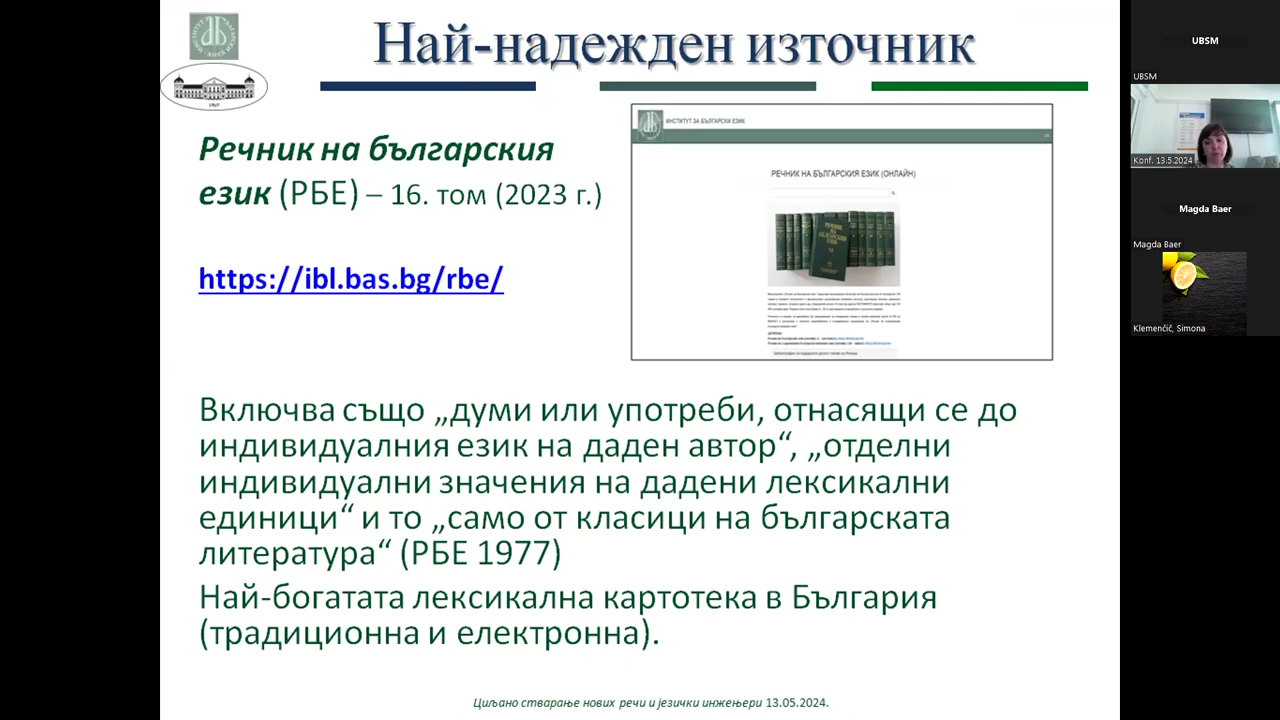 Най-надежден източник
Речник на българския
език (РБЕ) – 16. том (2023 г.)
https://ibl.bas.bg/rbe/
ИНСТИТУТ ЗА БЪЛГАРСКИ ЕЗИК
РЕЧНИК НА БЪЛГАРСКИЯ ЕЗИК (ОНЛАЙН)
Включва също „думи или употреби, отнасящи се до
индивидуалния език на даден автор“, „отделни
индивидуални значения на дадени лексикални
единици“ и то „само от класици на българската
литература“ (РБЕ 1977)
Най-богатата лексикална картотека в България
(традиционна и електронна).
Циљано стварање нових речи и језички инжењери 13.05.2024.
UBSM
UBSM
Konf. 13.5.2024
Magda Baer
Magda Baer
Klemenčič, Simona